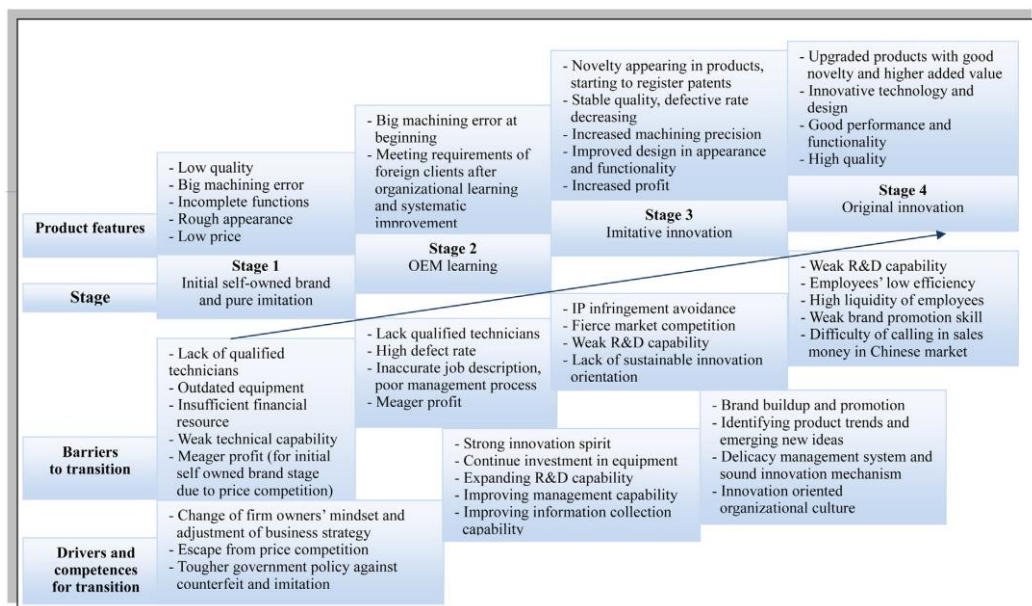 Product features
- Low quality
- Big machining error
- Incomplete functions
- Rough appearance
- Low price
- Big machining error at
beginning
- Meeting requirements of
foreign clients after
organizational learning
and systematic
improvement
- Novelty appearing in products,
starting to register patents
- Stable quality, defective rate
decreasing
- Increased machining precision
- Improved design in appearance
and functionality
- Increased profit
- Upgraded products with good
novelty and higher added value
- Innovative technology and
design
- Good performance and
functionality
- High quality
Stage
Stage 1
Initial self-owned brand
and pure imitation
Stage 2
OEM learning
Stage 3
Imitative innovation
Stage 4
Original innovation
Barriers
to transition
- Lack of qualified
technicians
- Outdated equipment
- Insufficient financial
resource
- Weak technical capability
- Meager profit (for initial
self owned brand stage
due to price competition)
- Lack qualified technicians
- High defect rate
- Inaccurate job description,
poor management process
- Meager profit
- IP infringement avoidance
- Fierce market competition
- Weak R&D capability
- Lack of sustainable innovation
orientation
- Weak R&D capability
- Employees' low efficiency
- High liquidity of employees
- Weak brand promotion skill
- Difficulty of calling in sales
money in Chinese market
Drivers and
competences
for transition
- Change of firm owners' mindset and
adjustment of business strategy
- Escape from price competition
- Tougher government policy against
counterfeit and imitation
- Strong innovation spirit
- Continue investment in equipment
- Expanding R&D capability
- Improving management capability
- Improving information collection
capability
- Brand buildup and promotion
- Identifying product trends and
emerging new ideas
- Delicacy management system and
sound innovation mechanism
- Innovation oriented
organizational culture